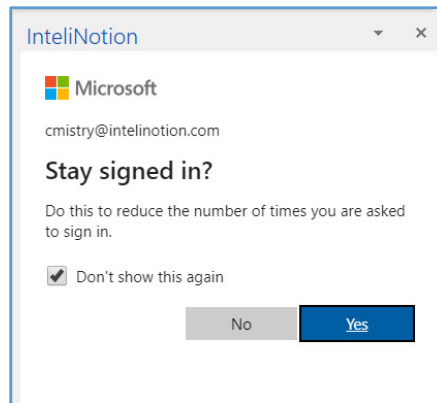 InteliNotion
Microsoft
cmistry@intelinotion.com
Stay signed in?
Do this to reduce the number of times you are asked
to sign in.
Don't show this again
No
Yes